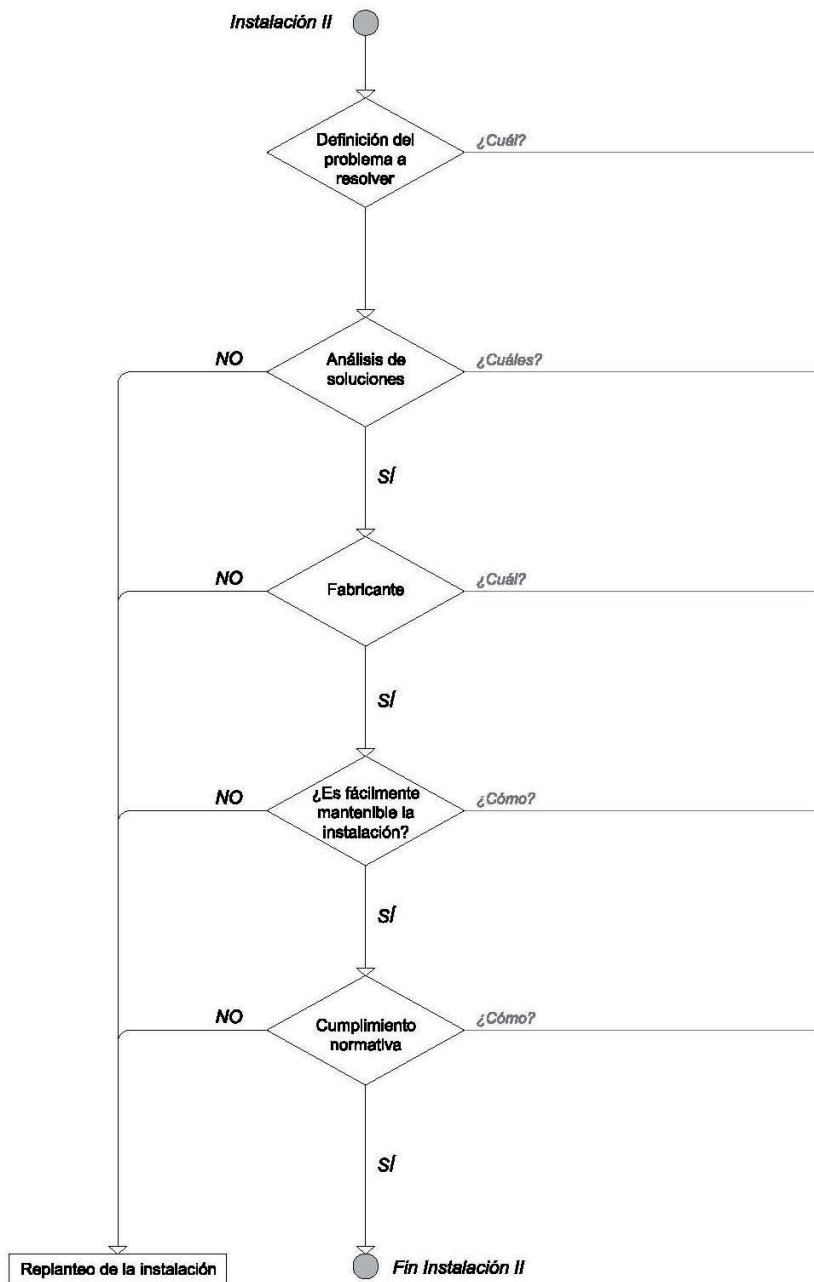 Instalación II
Definición del
problema a
resolver
¿Cuál?
NO
Análisis de
soluciones
¿Cuáles?
SÍ
NO
Fabricante
¿Cuál?
SÍ
NO
¿Es fácilmente
mantenible la
instalación?
¿Cómo?
SÍ
NO
Cumplimiento
normativa
¿Cómo?
SÍ
Replanteo de la instalación
Fin Instalación II